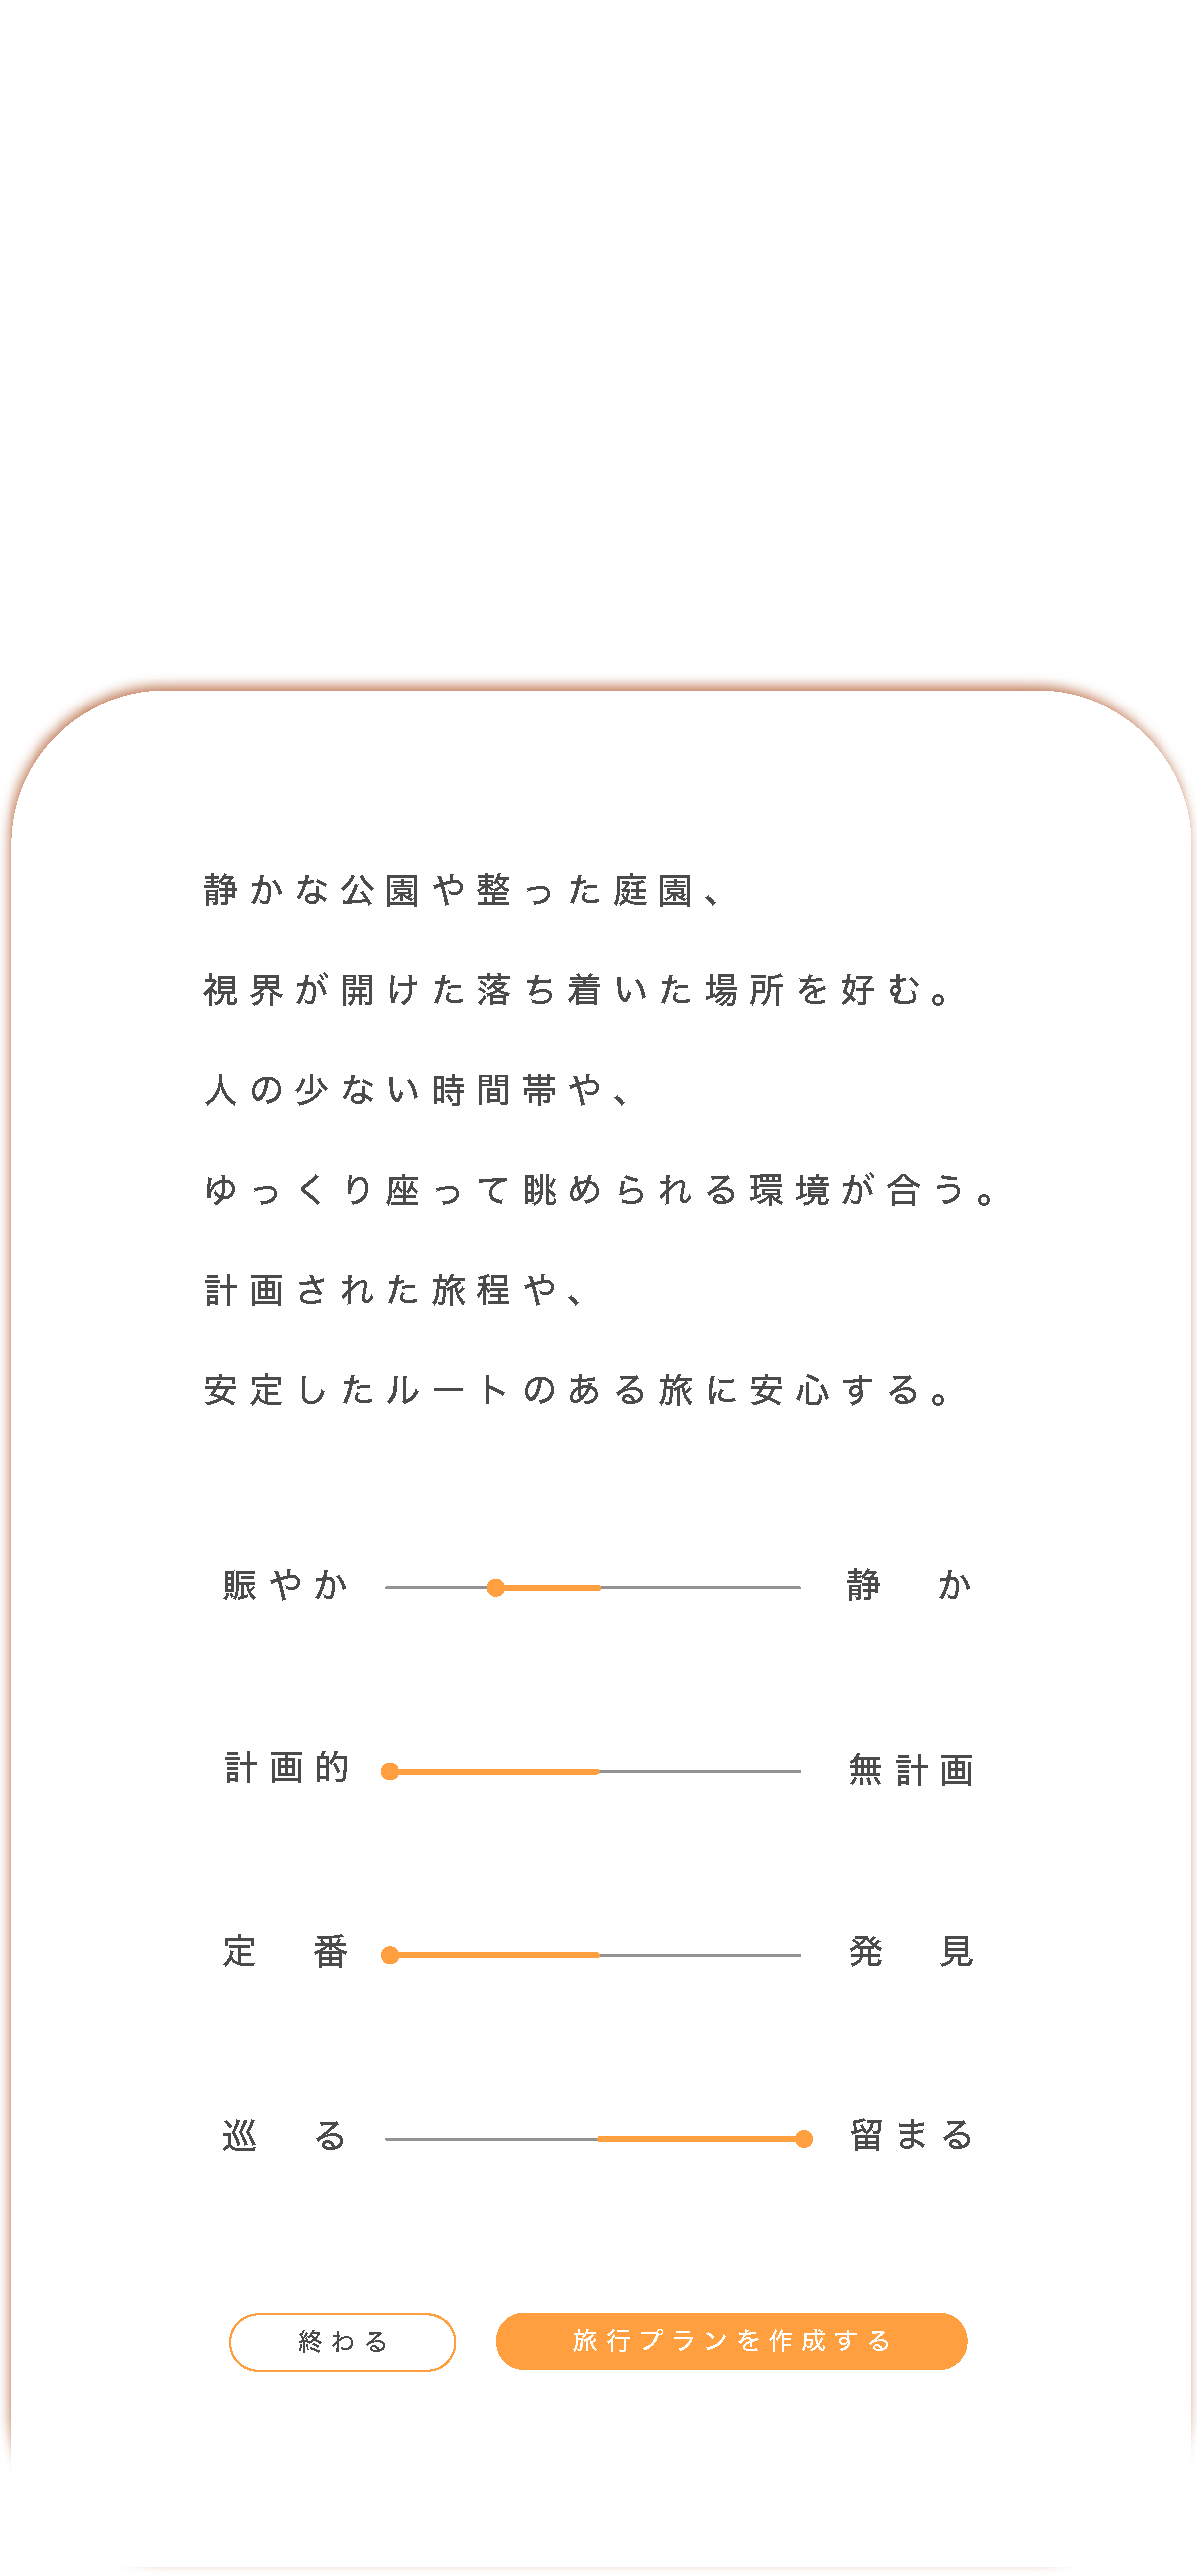 静かな公園や整った庭園、
視界が開けた落ち着いた場所を好む。
人の少ない時間帯や、
ゆっくり座って眺められる環境が合う。
計画された旅程や、
安定したルートのある旅に安心する。
賑やか 静か
計画的 無計画
定番 発見
巡る 留まる
終わる 旅行プランを作成する